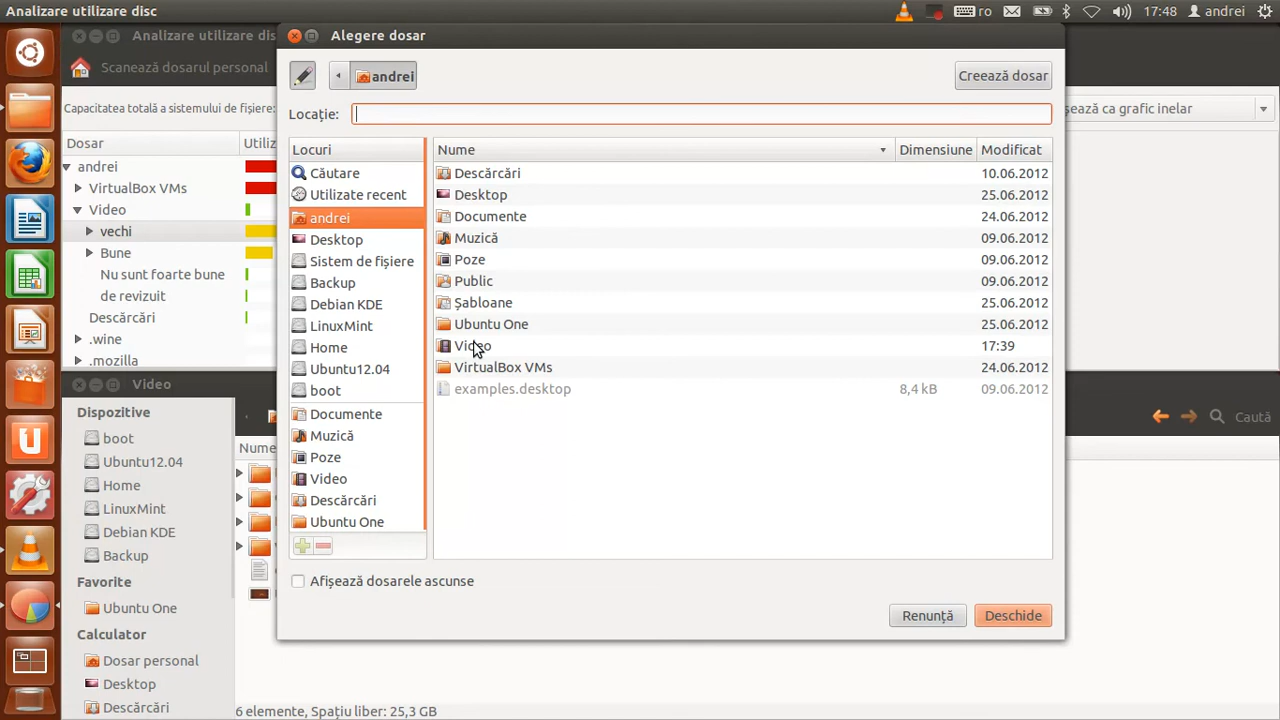 Analizare utilizare disc
ro
17:48
andrei
Analizare utilizare dis
Scanează dosarul personal
Capacitatea totală a sistemului de fișiere:
șează ca grafic inelar
Dosar
Utiliz
andrei
VirtualBox VMs
Video
vechi
Bune
Nu sunt foarte bune
de revizuit
Descărcări
.wine
.mozilla
Alegere dosar
andrei
Creează dosar
Locație:
Locuri
Căutare
Utilizate recent
andrei
Desktop
Sistem de fișiere
Backup
Debian KDE
LinuxMint
Home
Ubuntu12.04
boot
Documente
Muzică
Poze
Video
Descărcări
Ubuntu One
Nume Dimensiune Modificat
Descărcări 10.06.2012
Desktop 25.06.2012
Documente 24.06.2012
Muzică 09.06.2012
Poze 09.06.2012
Public 09.06.2012
Șabloane 25.06.2012
Ubuntu One 25.06.2012
Video 17:39
VirtualBox VMs 24.06.2012
examples.desktop 8,4 kB 09.06.2012
Afișează dosarele ascunse
Renunță
Deschide
Video
Caută
Dispozitive
boot
Ubuntu12.04
Home
LinuxMint
Debian KDE
Backup
Favorite
Ubuntu One
Calculator
Dosar personal
Desktop
Descărcări
Nume
6 elemente, Spațiu liber: 25,3 GB